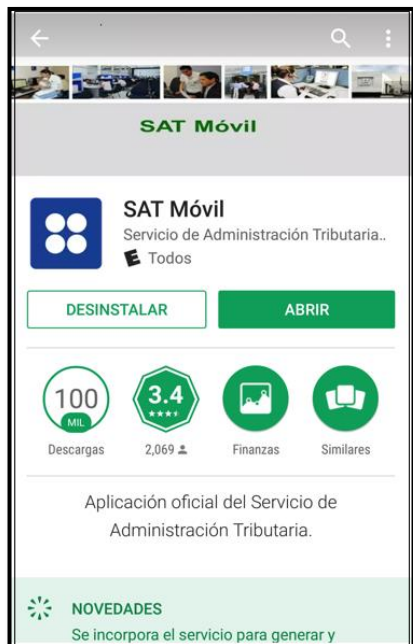 SAT Móvil
SAT Móvil
Servicio de Administración Tributaria..
E Todos
DESINSTALAR
ABRIR
100
MIL
3.4
Descargas
2,069
Finanzas
Similares
Aplicación oficial del Servicio de
Administración Tributaria.
NOVEDADES
Se incorpora el servicio para generar y